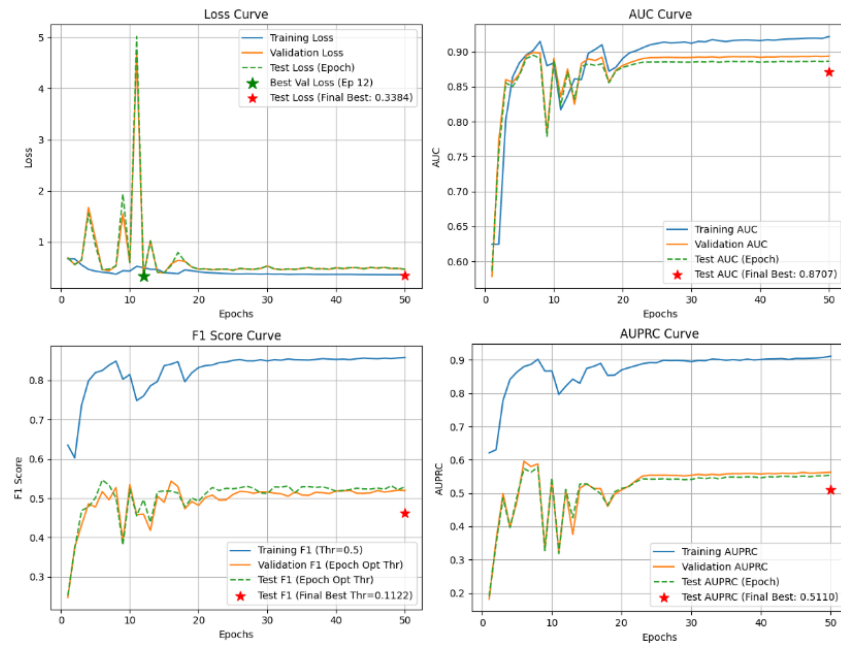 Loss Curve
5
4
3
2
1
Loss
Training Loss
Validation Loss
Test Loss (Epoch)
Best Val Loss (Ep 12)
Test Loss (Final Best: 0.3384)
0 10 20 30 40 50
Epochs
AUC Curve
0.90
0.85
0.80
0.75
0.70
0.65
0.60
AUC
Training AUC
Validation AUC
Test AUC (Epoch)
Test AUC (Final Best: 0.8707)
0 10 20 30 40 50
Epochs
F1 Score Curve
0.8
0.7
0.6
0.5
0.4
0.3
F1 Score
Training F1 (Thr=0.5)
Validation F1 (Epoch Opt Thr)
Test F1 (Epoch Opt Thr)
Test F1 (Final Best Thr=0.1122)
0 10 20 30 40 50
Epochs
AUPRC Curve
0.9
0.8
0.7
0.6
0.5
0.4
0.3
0.2
AUPRC
Training AUPRC
Validation AUPRC
Test AUPRC (Epoch)
Test AUPRC (Final Best: 0.5110)
0 10 20 30 40 50
Epochs